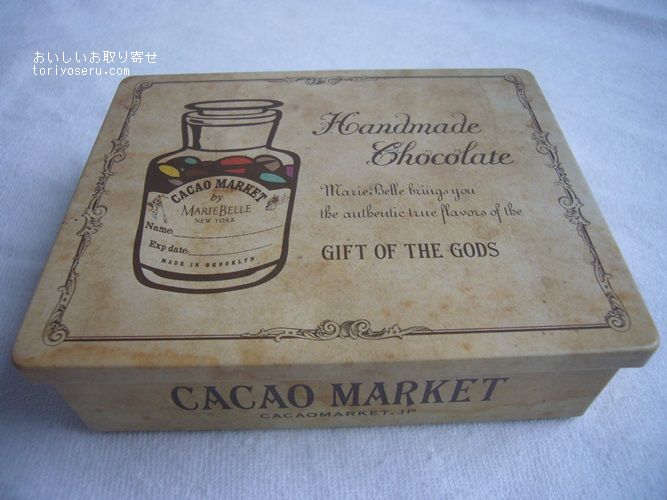 おいしいお取り寄せ
toriyoseru.com
Handmade
Chocolate
MarieBelle brings you
the authentic true flavors of the
GIFT OF THE GODS
CACAO MARKET
by
MARIEBELLE
NEW YORK
Name
Exp date
MADE IN BROOKLYN
CACAO MARKET
CACAOMARKET.JP